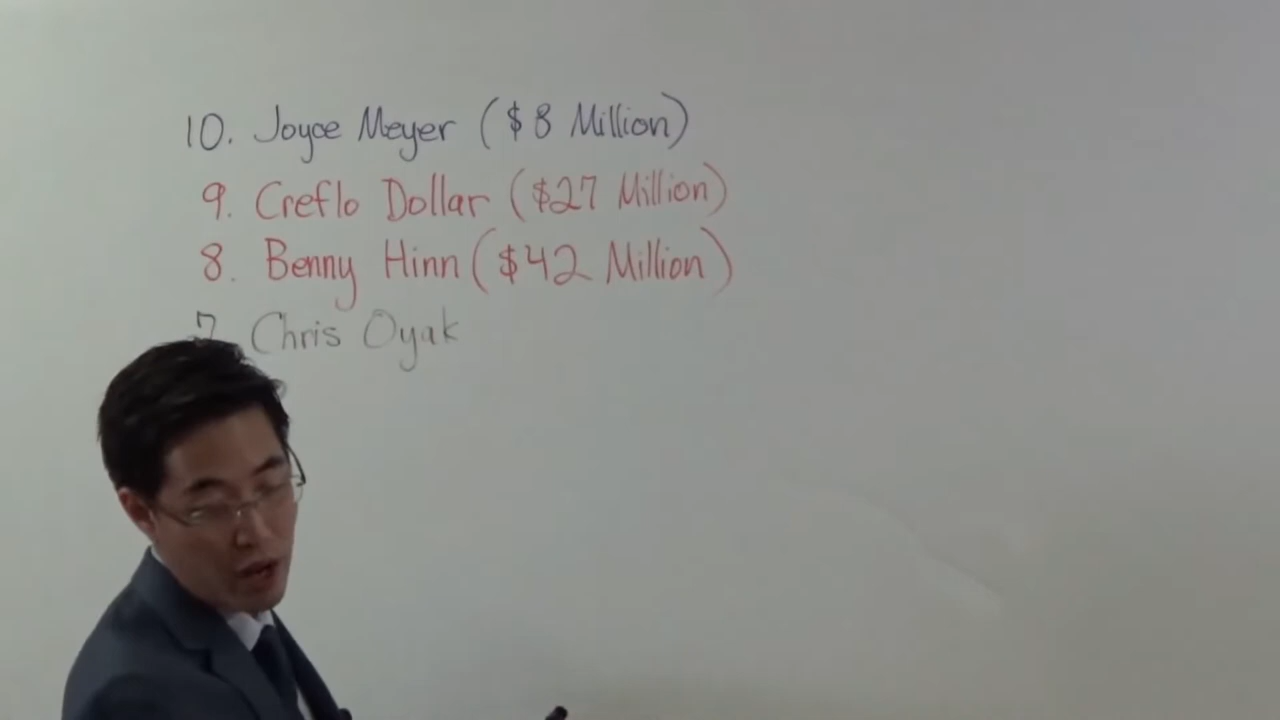 10. Joyce Meyer ($8 Million)
9. Creflo Dollar ($27 Million)
8. Benny Hinn ($42 Million)
7. Chris Oyak